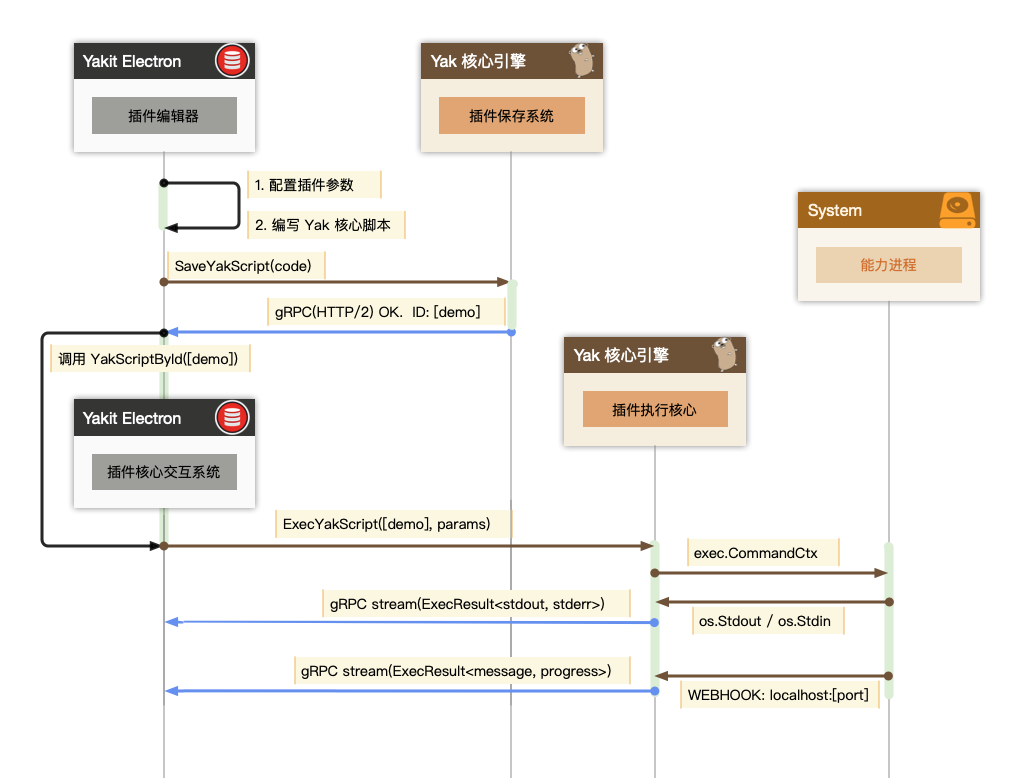 Yakit Electron
插件编辑器
Yak 核心引擎
插件保存系统
1. 配置插件参数
2. 编写 Yak 核心脚本
System
能力进程
SaveYakScript(code)
gRPC(HTTP/2) OK. ID: [demo]
调用 YakScriptById([demo])
Yak 核心引擎
插件执行核心
Yakit Electron
插件核心交互系统
ExecYakScript([demo], params)
exec.CommandCtx
gRPC stream(ExecResult<stdout, stderr>)
os.Stdout / os.Stdin
gRPC stream(ExecResult<message, progress>)
WEBHOOK: localhost:[port]